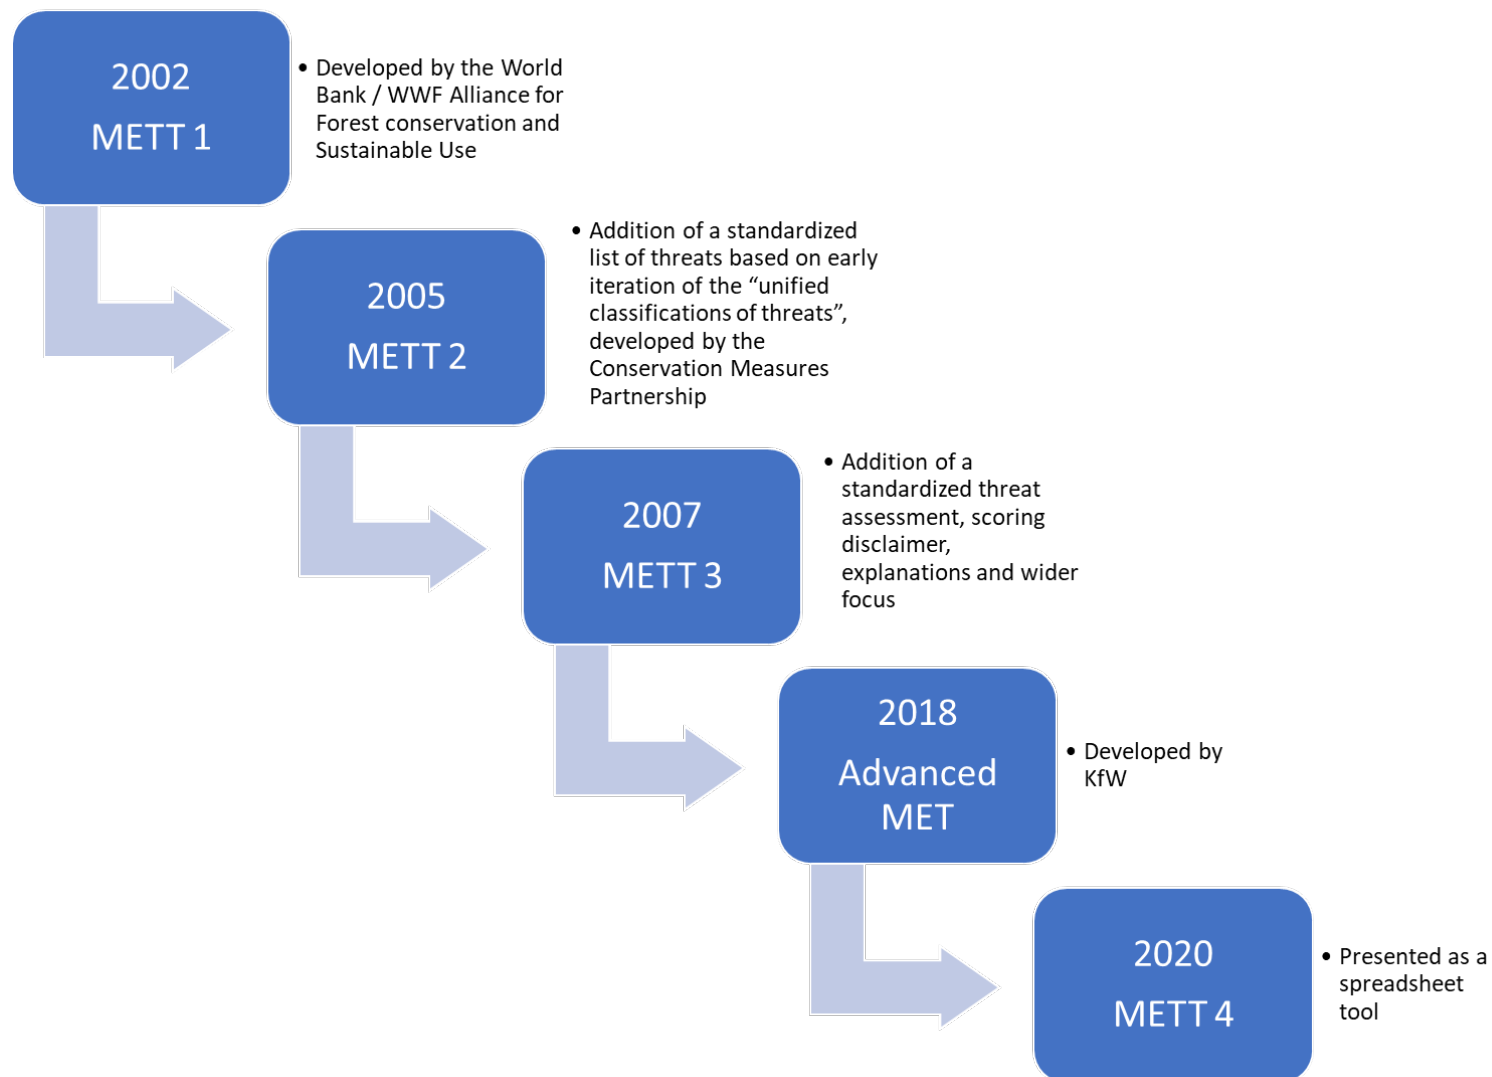 2002
METT 1
• Developed by the World
Bank / WWF Alliance for
Forest conservation and
Sustainable Use
2005
METT 2
• Addition of a standardized
list of threats based on early
iteration of the “unified
classifications of threats”,
developed by the
Conservation Measures
Partnership
2007
METT 3
• Addition of a
standardized threat
assessment, scoring
disclaimer,
explanations and wider
focus
2018
Advanced
MET
• Developed by
KfW
2020
METT 4
• Presented as a
spreadsheet
tool